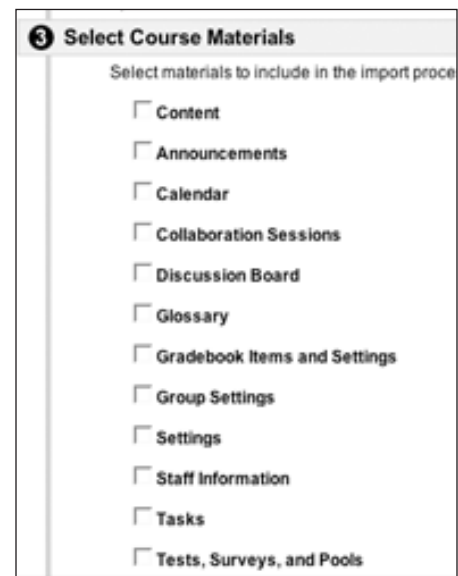 3 Select Course Materials
Select materials to include in the import proce
Content
Announcements
Calendar
Collaboration Sessions
Discussion Board
Glossary
Gradebook Items and Settings
Group Settings
Settings
Staff Information
Tasks
Tests, Surveys, and Pools